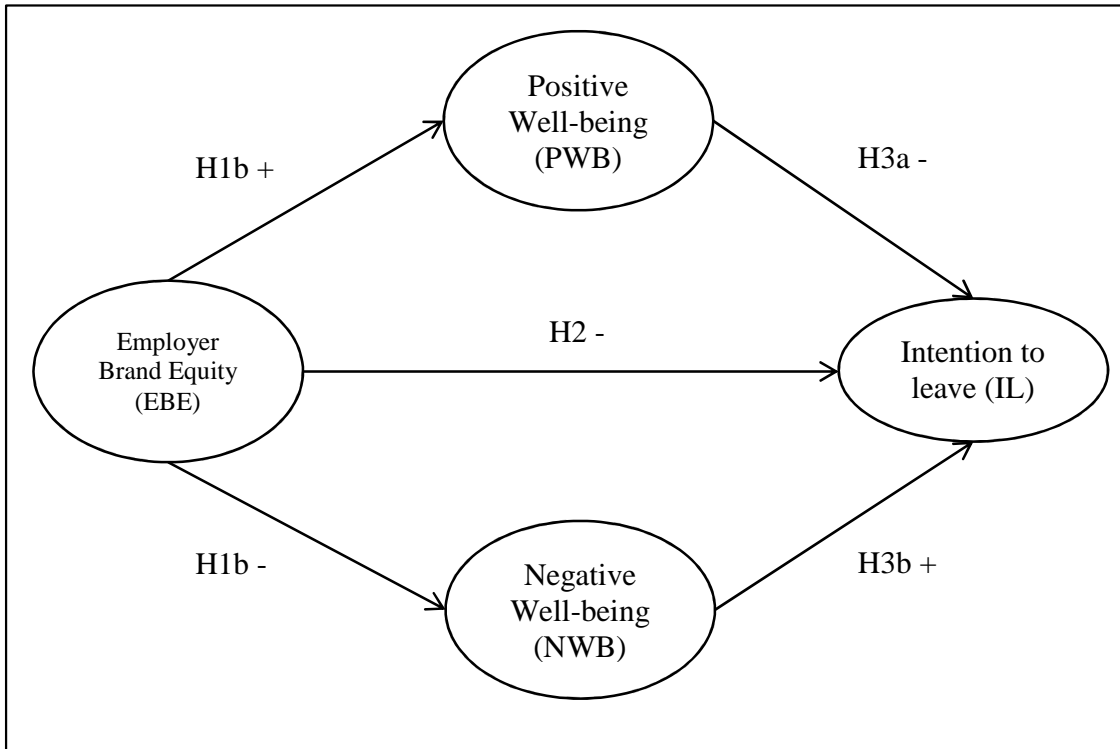 Positive
Well-being
(PWB)
H1b +
H3a -
Employer
Brand Equity
(EBE)
H2 -
Intention to
leave (IL)
H1b -
H3b +
Negative
Well-being
(NWB)